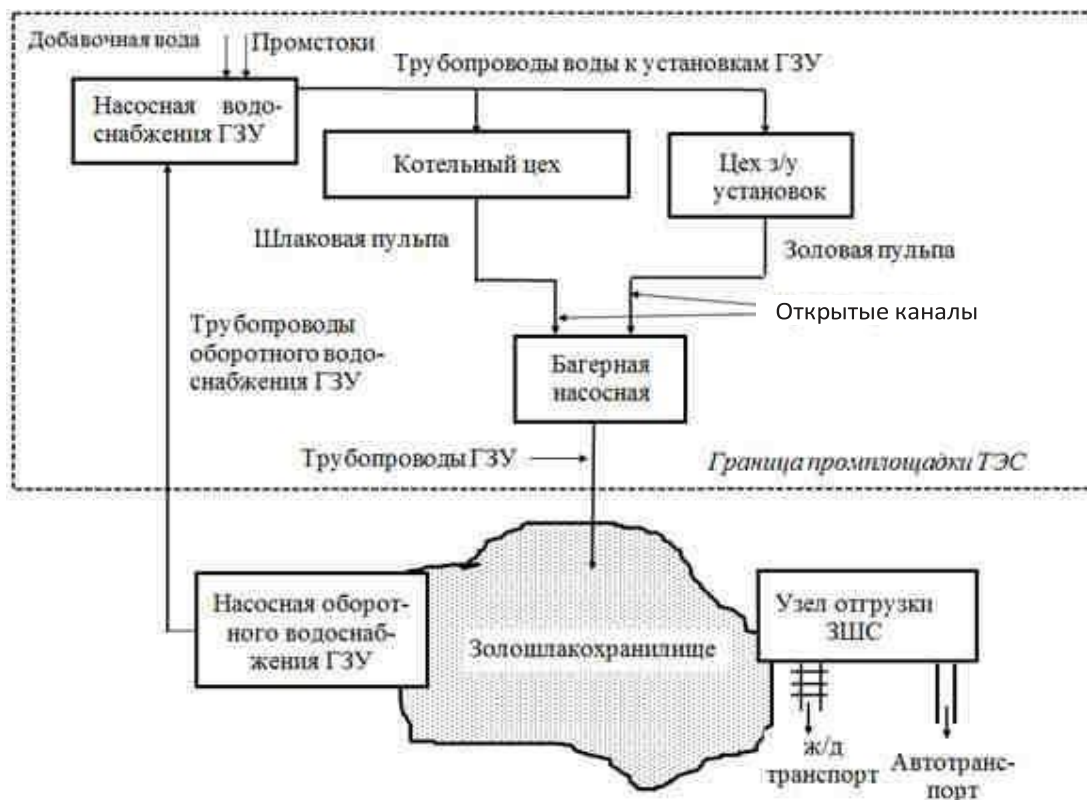 Добавочная вода
Промстоки
Трубопроводы воды к установкам ГЗУ
Насосная водо-
снабжения ГЗУ
Котельный цех
Цех з/у
установок
Шлаковая пульпа
Золовая пульпа
Открытые каналы
Трубопроводы
оборотного водо-
снабжения ГЗУ
Багерная
насосная
Трубопроводы ГЗУ
Граница промплощадки ТЭС
Насосная оборот-
ного водоснаб-
жения ГЗУ
Золошлакохранилище
Узел отгрузки
ЗШС
ж/д
транспорт
Автотранс-
порт